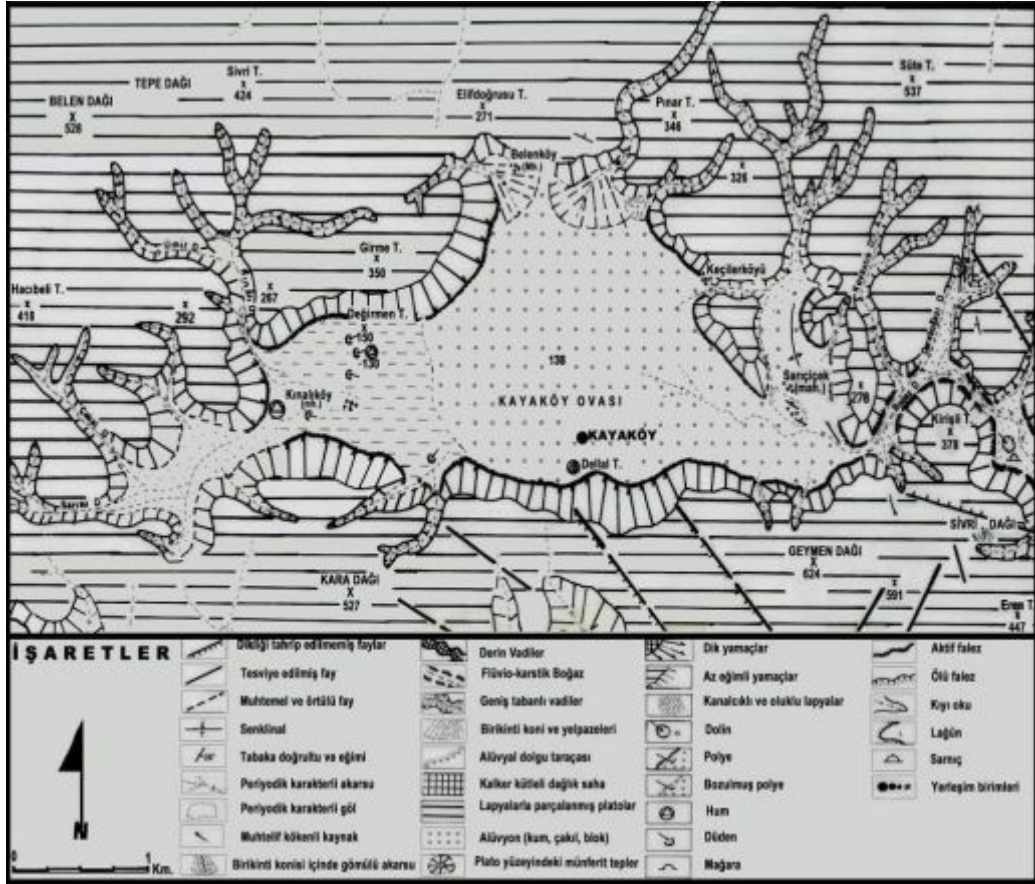 Sivri T.
x
424
TEPE DAĞI
BELEN DAĞI
X
528
Elifdoğrusu T.
x
271
Pınar T.
x
346
Süte T.
x
537
Belenköy
(Mh.)
x
326
Girme T.
x
350
Keçilerköyü
Hacıbeli T.
x
418
x
292
x
267
Değirmen T.
x
150
130
138
Kınalıköy
(mh.)
KAYAKÖY OVASI
Sarıçiçek
(mah.)
x
278
Kirişli T.
x
378
KAYAKÖY
Dellal T.
SİVRİ DAĞI
GEYMEN DAĞI
X
624
x
591
KARA DAĞI
X
527
Eren T.
x
447
İŞARETLER
N
0 1
Km.
Dikliği tahrip edilmemiş faylar
Tesviye edilmiş fay
Muhtemel ve örtülü fay
Senklinal
Tabaka doğrultu ve eğimi
Periyodik karakterli akarsu
Periyodik karakterli göl
Muhtelif kökenli kaynak
Birikinti konisi içinde gömülü akarsu
Derin Vadiler
Flüvio-karstik Boğaz
Geniş tabanlı vadiler
Birikinti koni ve yelpazeleri
Alüvyal dolgu taraçası
Kalker kütleli dağlık saha
Lapyalarla parçalanmış platolar
Alüvyon (kum, çakıl, blok)
Plato yüzeyindeki münferit tepler
Dik yamaçlar
Az eğimli yamaçlar
Kanalcıklı ve oluklu lapyalar
Dolin
Polye
Bozulmuş polye
Hum
Düden
Mağara
Aktif falez
Ölü falez
Kıyı oku
Lağün
Sarnıç
Yerleşim birimleri